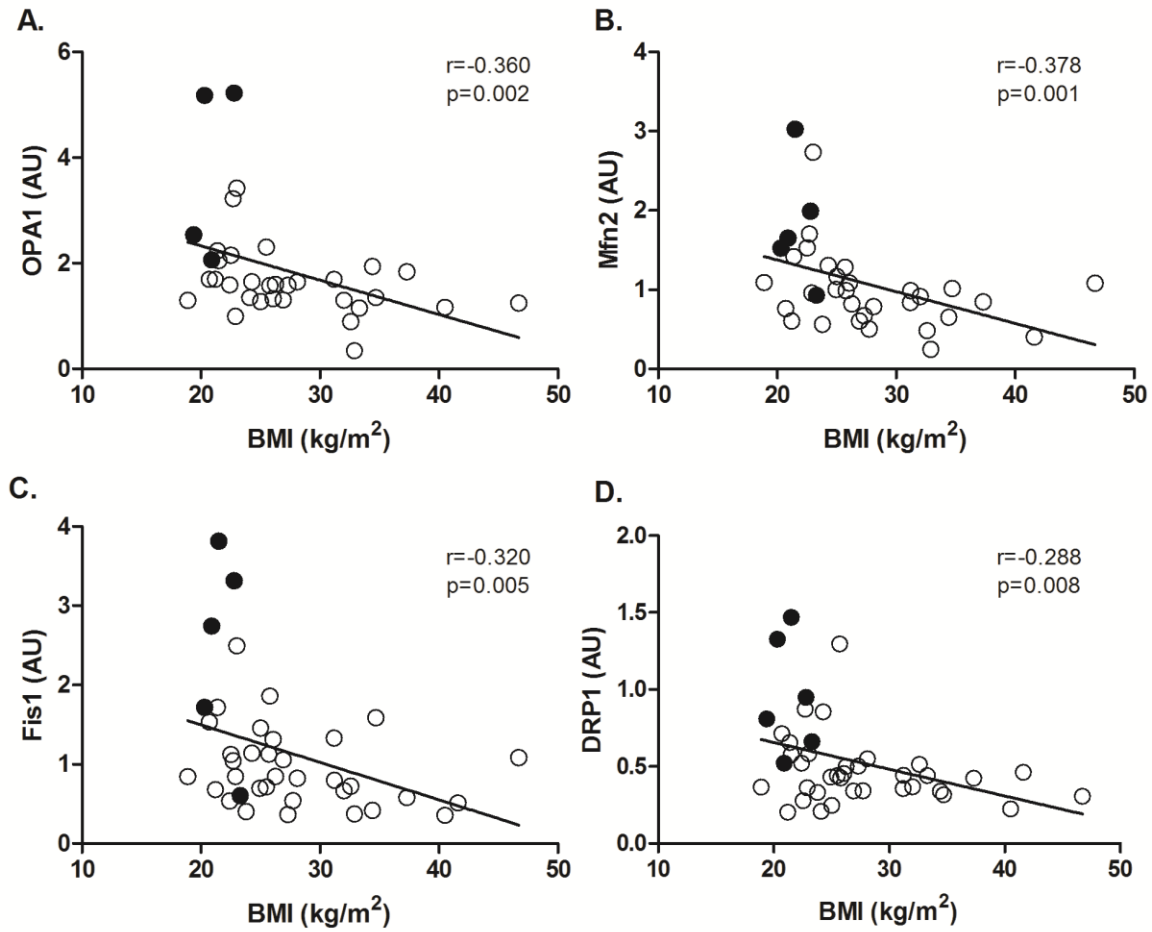 A.
r=-0.360
p=0.002
OPA1 (AU)
6
4
2
0
10 20 30 40 50
BMI (kg/m²)
B.
r=-0.378
p=0.001
Mfn2 (AU)
4
3
2
1
0
10 20 30 40 50
BMI (kg/m²)
C.
r=-0.320
p=0.005
Fis1 (AU)
4
3
2
1
0
10 20 30 40 50
BMI (kg/m²)
D.
r=-0.288
p=0.008
DRP1 (AU)
2.0
1.5
1.0
0.5
0.0
10 20 30 40 50
BMI (kg/m²)